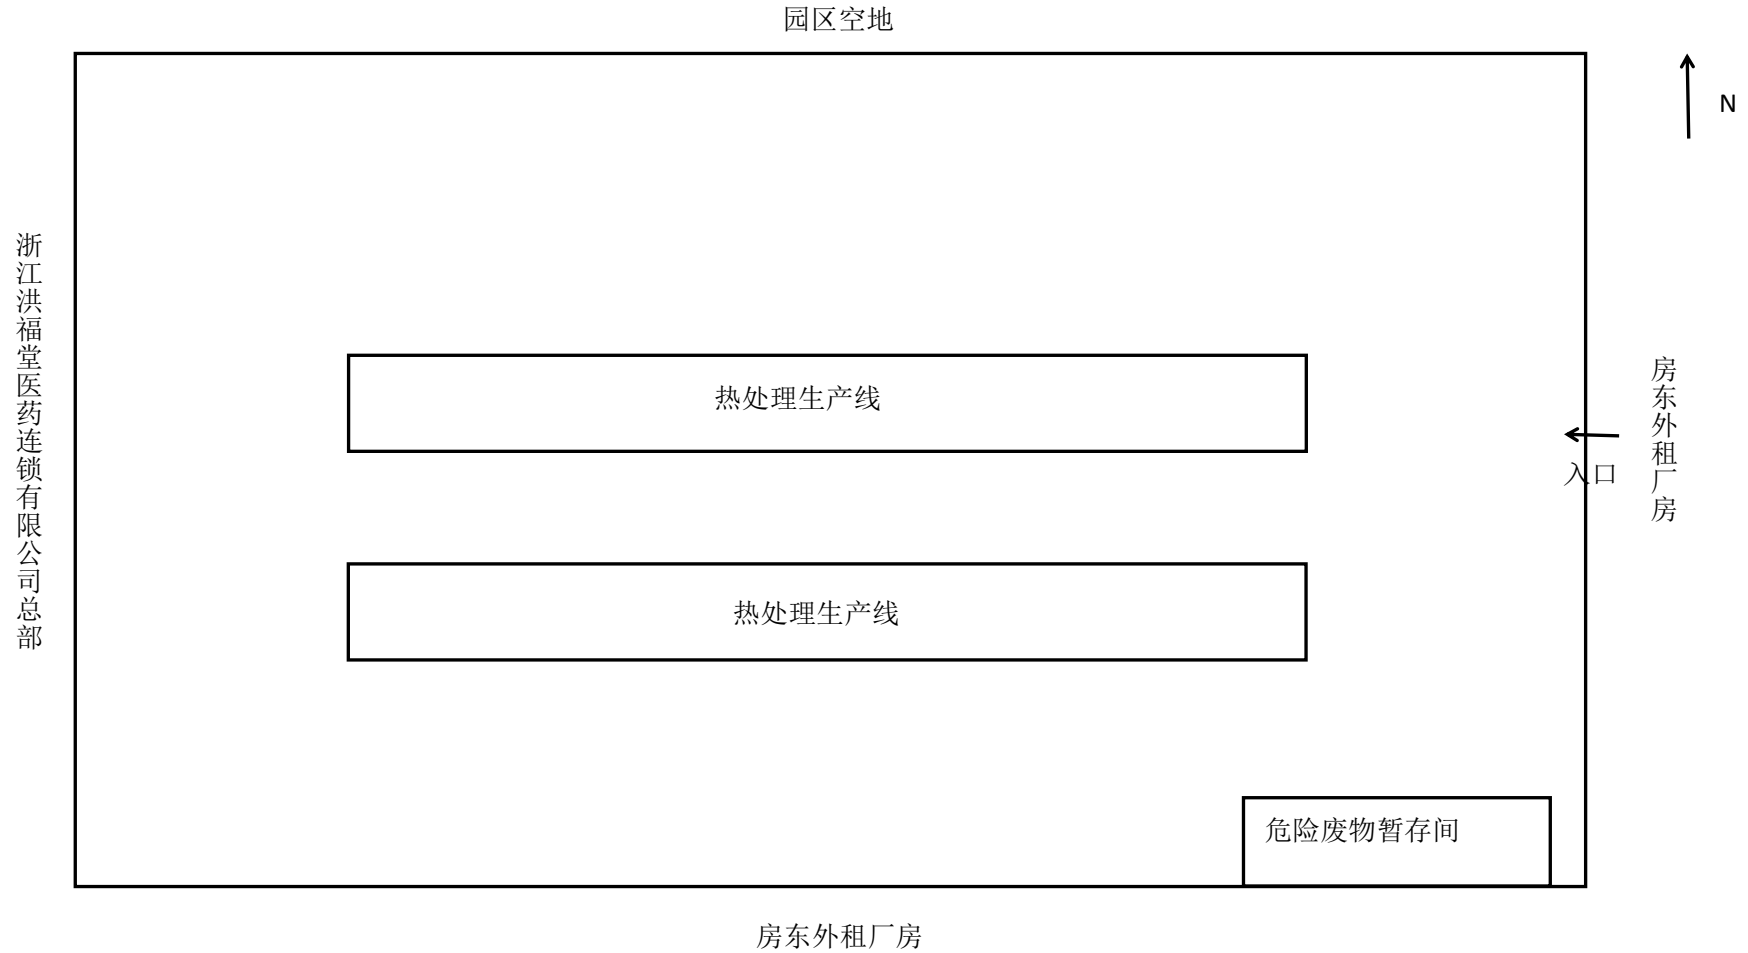 园区空地
N
浙江洪福堂医药连锁有限公司总部
热处理生产线
房东外租厂房
入口
热处理生产线
危险废物暂存间
房东外租厂房